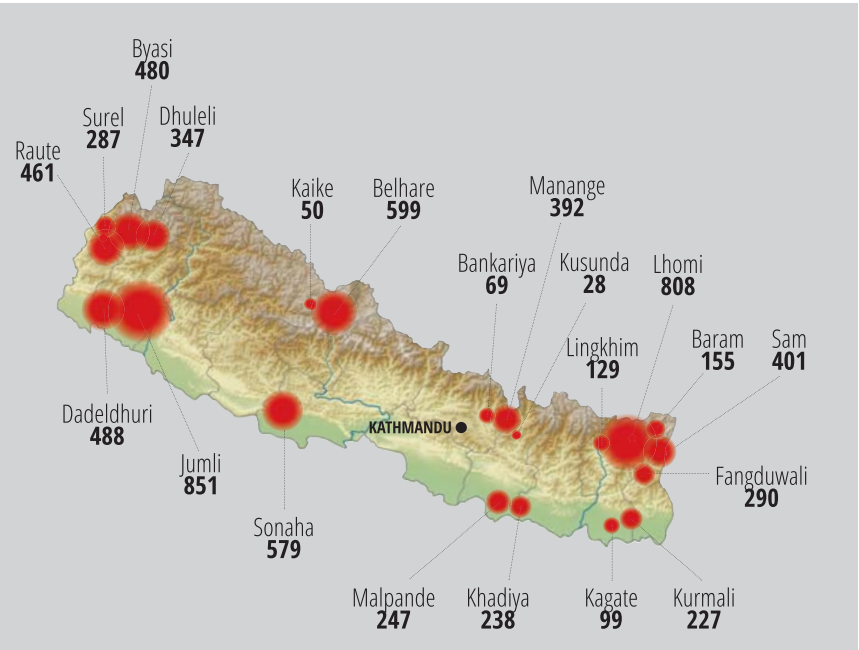 Byasi
480
Surel
287
Dhuleli
347
Raute
461
Kaike
50
Belhare
599
Manange
392
Bankariya
69
Kusunda
28
Lhomi
808
Lingkhim
129
Baram
155
Sam
401
Dadeldhuri
488
KATHMANDU
Jumli
851
Fangduwali
290
Sonaha
579
Malpande
247
Khadiya
238
Kagate
99
Kurmali
227